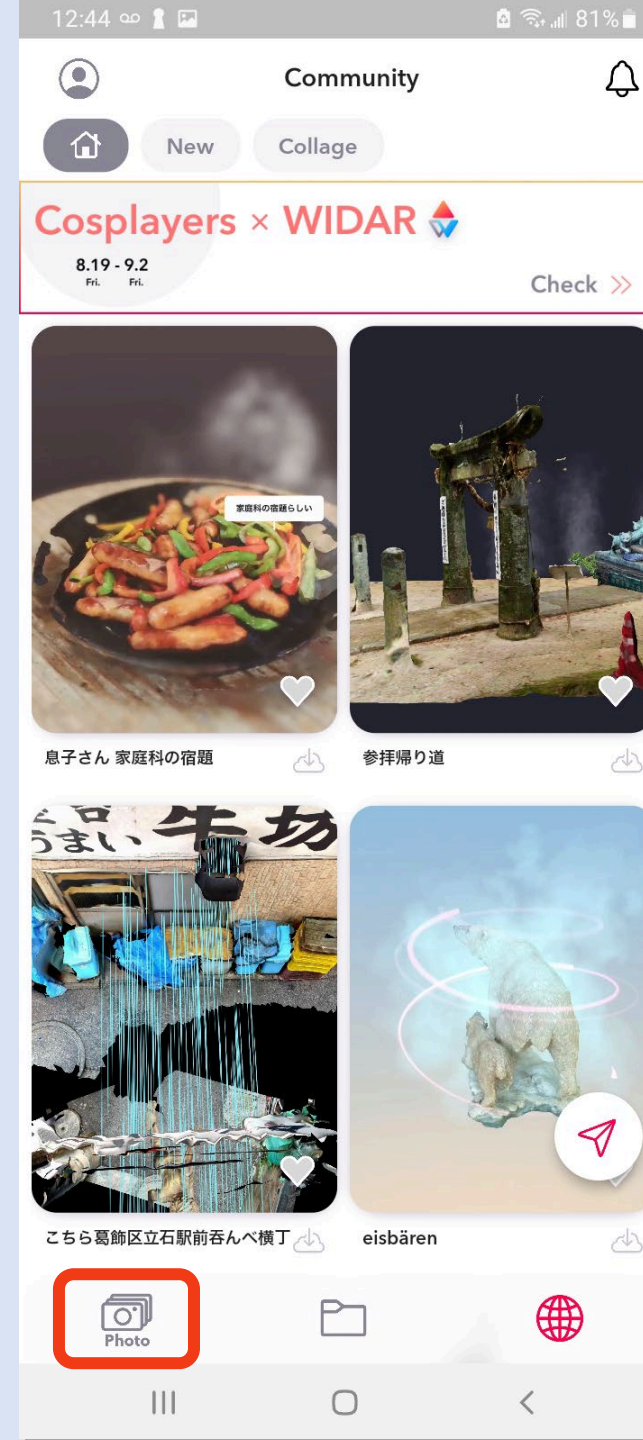 12:44
81%
Community
New
Collage
Cosplayers × WIDAR
8.19 - 9.2
Fri. Fri.
Check
家庭科の宿題らしい
息子さん 家庭科の宿題
参拝帰り道
うまい 牛坊
こちら葛飾区立石駅前呑んべ横丁
eisbären
Photo